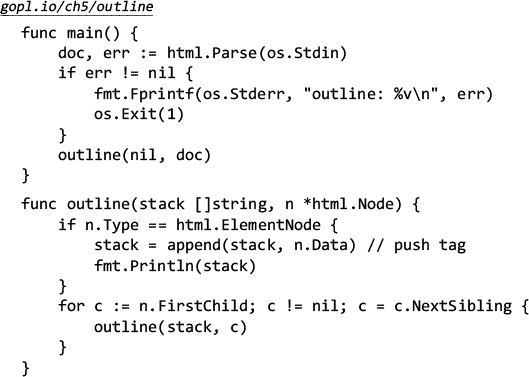 gopl.io/ch5/outline
func main() {
    doc, err := html.Parse(os.Stdin)
    if err != nil {
        fmt.Fprintf(os.Stderr, "outline: %v\n", err)
        os.Exit(1)
    }
    outline(nil, doc)
}
func outline(stack []string, n *html.Node) {
    if n.Type == html.ElementNode {
        stack = append(stack, n.Data) // push tag
        fmt.Println(stack)
    }
    for c := n.FirstChild; c != nil; c = c.NextSibling {
        outline(stack, c)
    }
}